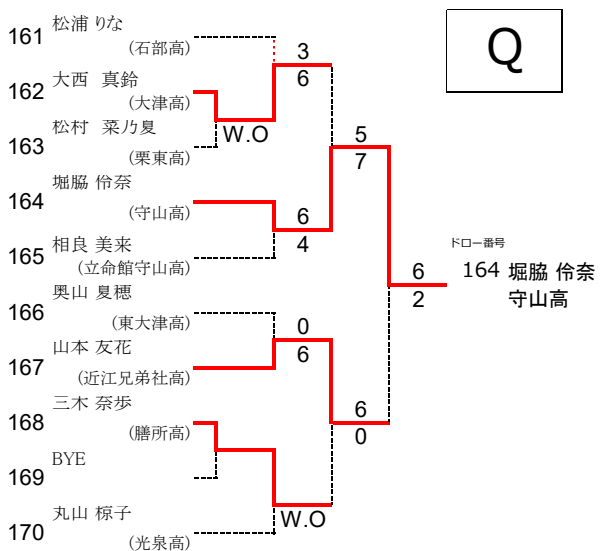 Q
161 松浦 りな
(石部高)
3
6
162 大西 真鈴
(大津高)
W.O
163 松村 菜乃夏
(栗東高)
5
7
164 堀脇 伶奈
(守山高)
6
4
165 相良 美来
(立命館守山高)
6
2
ドロー番号
164 堀脇 伶奈
守山高
166 奥山 夏穂
(東大津高)
0
6
167 山本 友花
(近江兄弟社高)
168 三木 奈歩
(膳所高)
6
0
169 BYE
170 丸山 椋子
(光泉高)
W.O